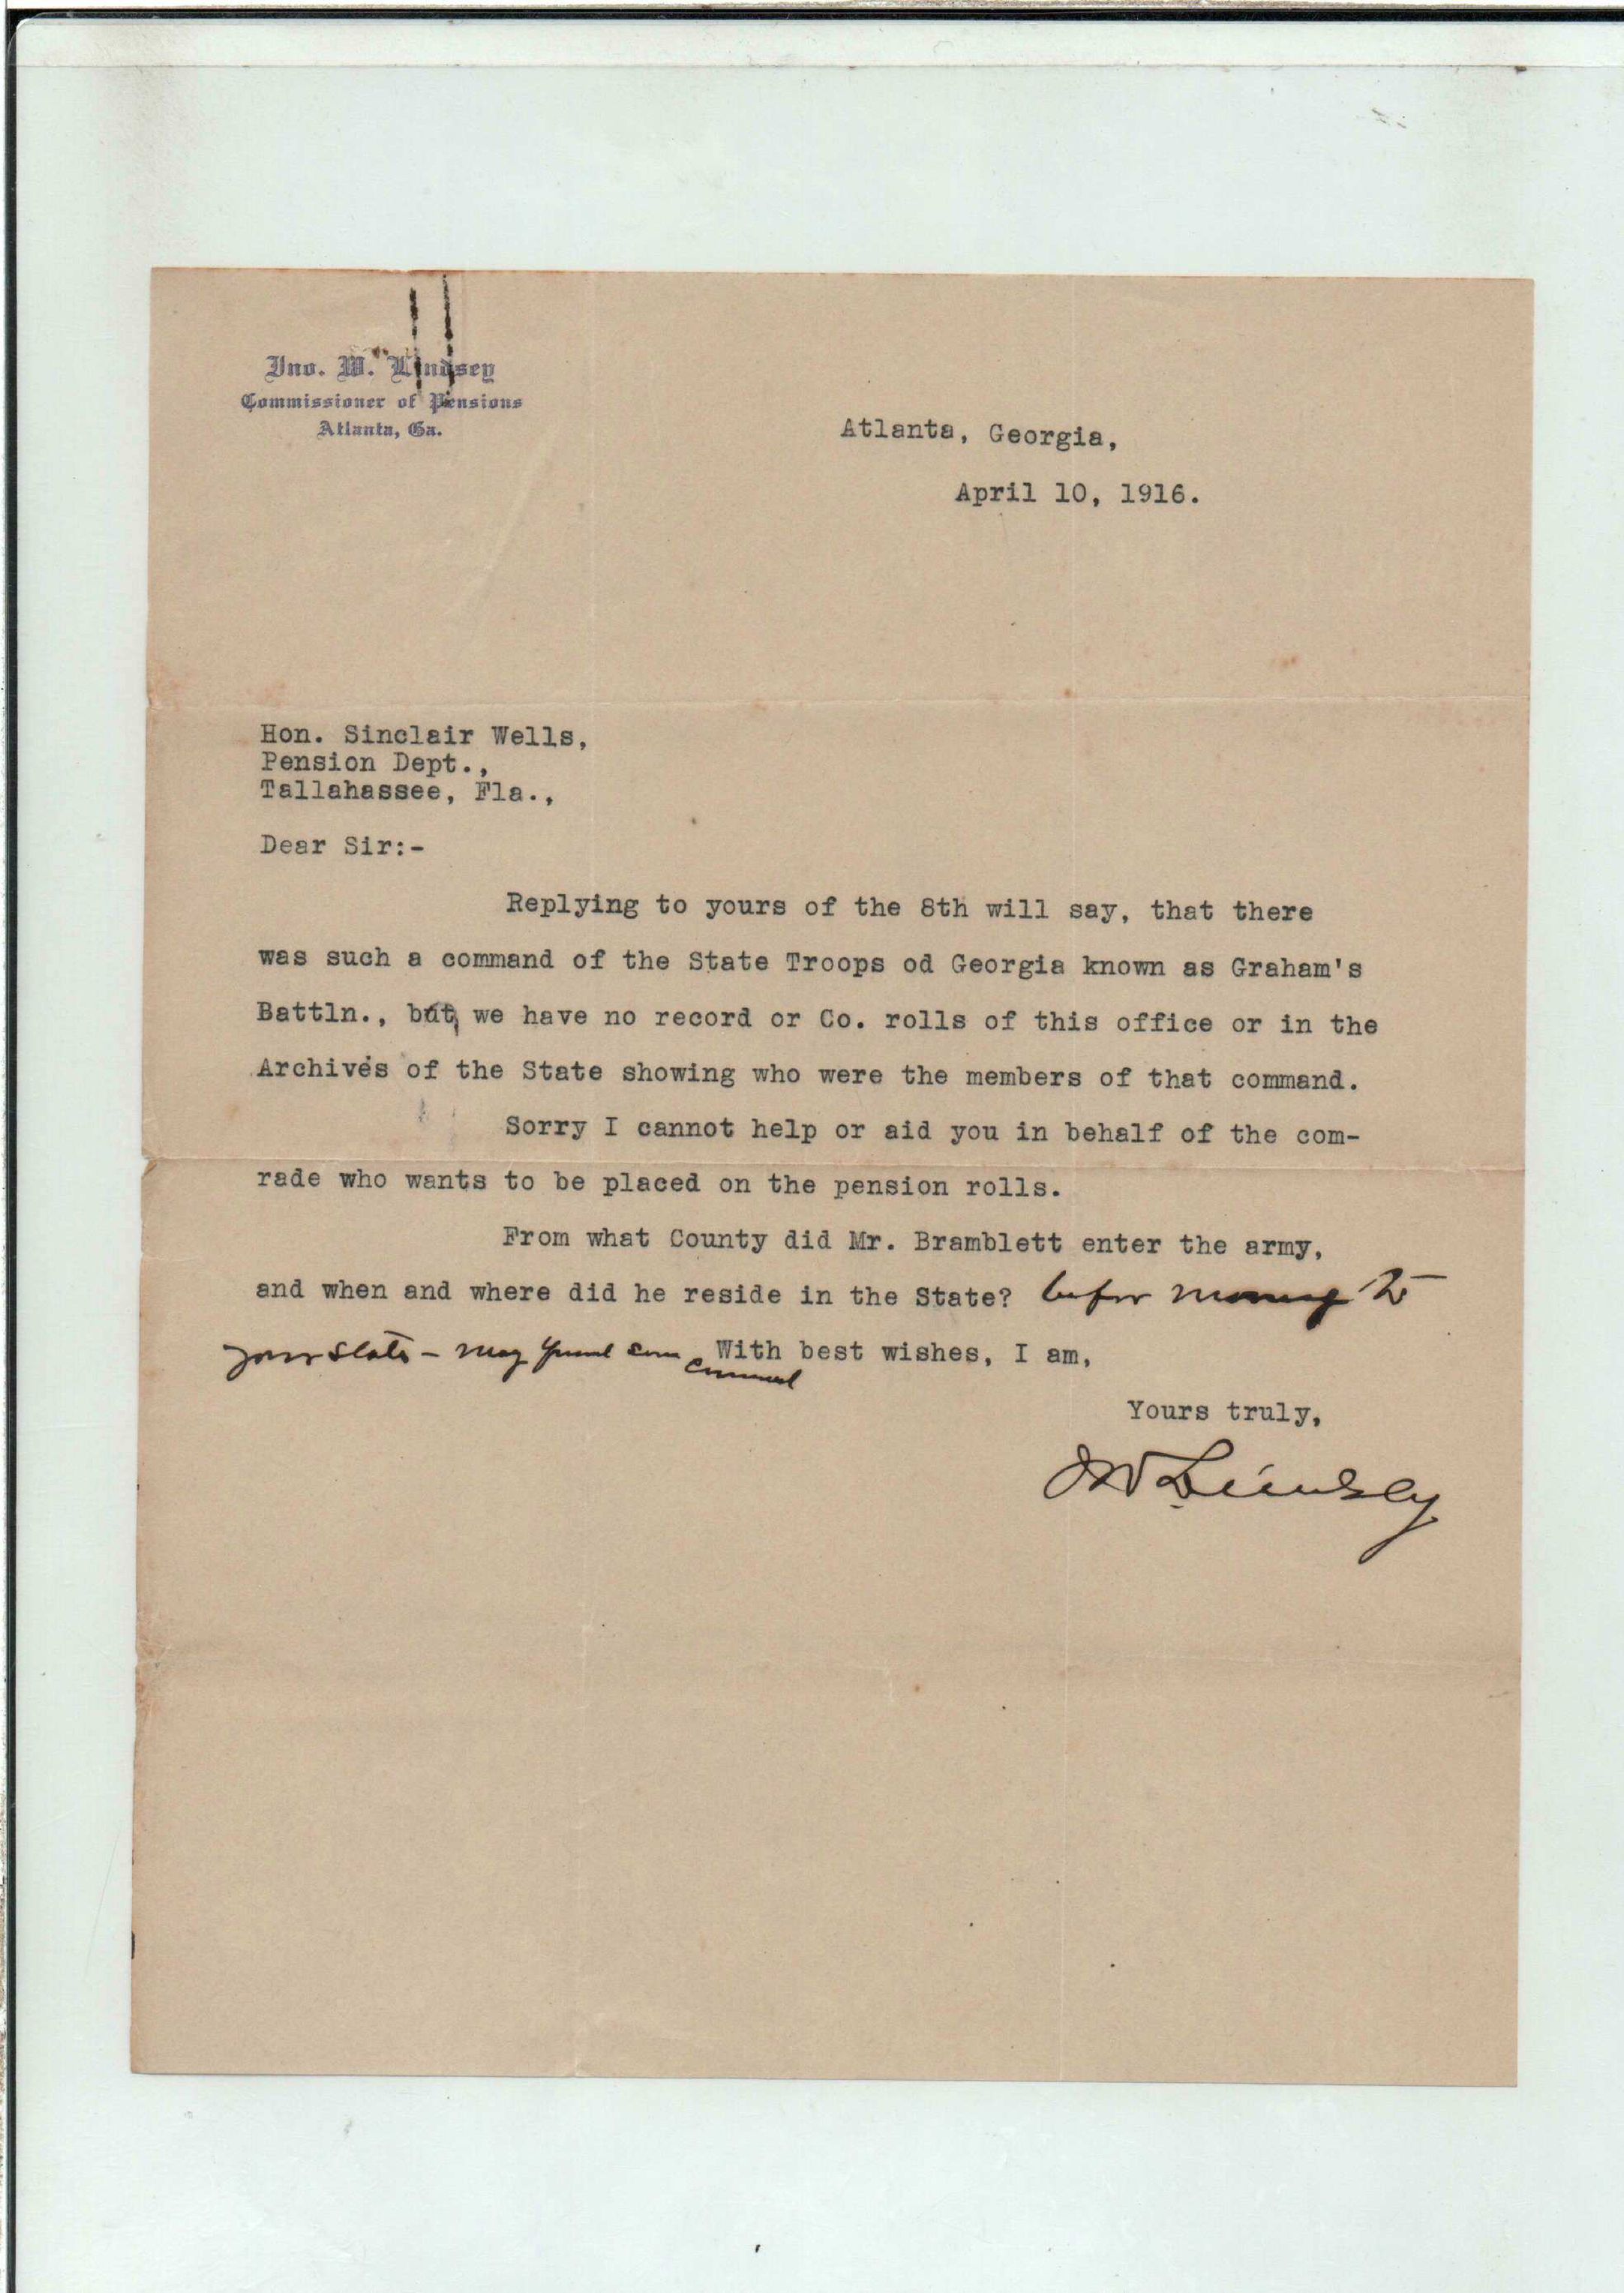 Jno. W. Lindsey
Commissioner of Pensions
Atlanta, Ga.
Atlanta, Georgia,
April 10, 1916.
Hon. Sinclair Wells,
Pension Dept.,
Tallahassee, Fla.,
Dear Sir:-
Replying to yours of the 8th will say, that there
was such a command of the State Troops od Georgia known as Graham's
Battln., but we have no record or Co. rolls of this office or in the
Archives of the State showing who were the members of that command.
Sorry I cannot help or aid you in behalf of the com-
rade who wants to be placed on the pension rolls.
From what County did Mr. Bramblett enter the army,
and when and where did he reside in the State? befor moving to
your State - may
With best wishes, I am,
Yours truly,
JW Lindsey